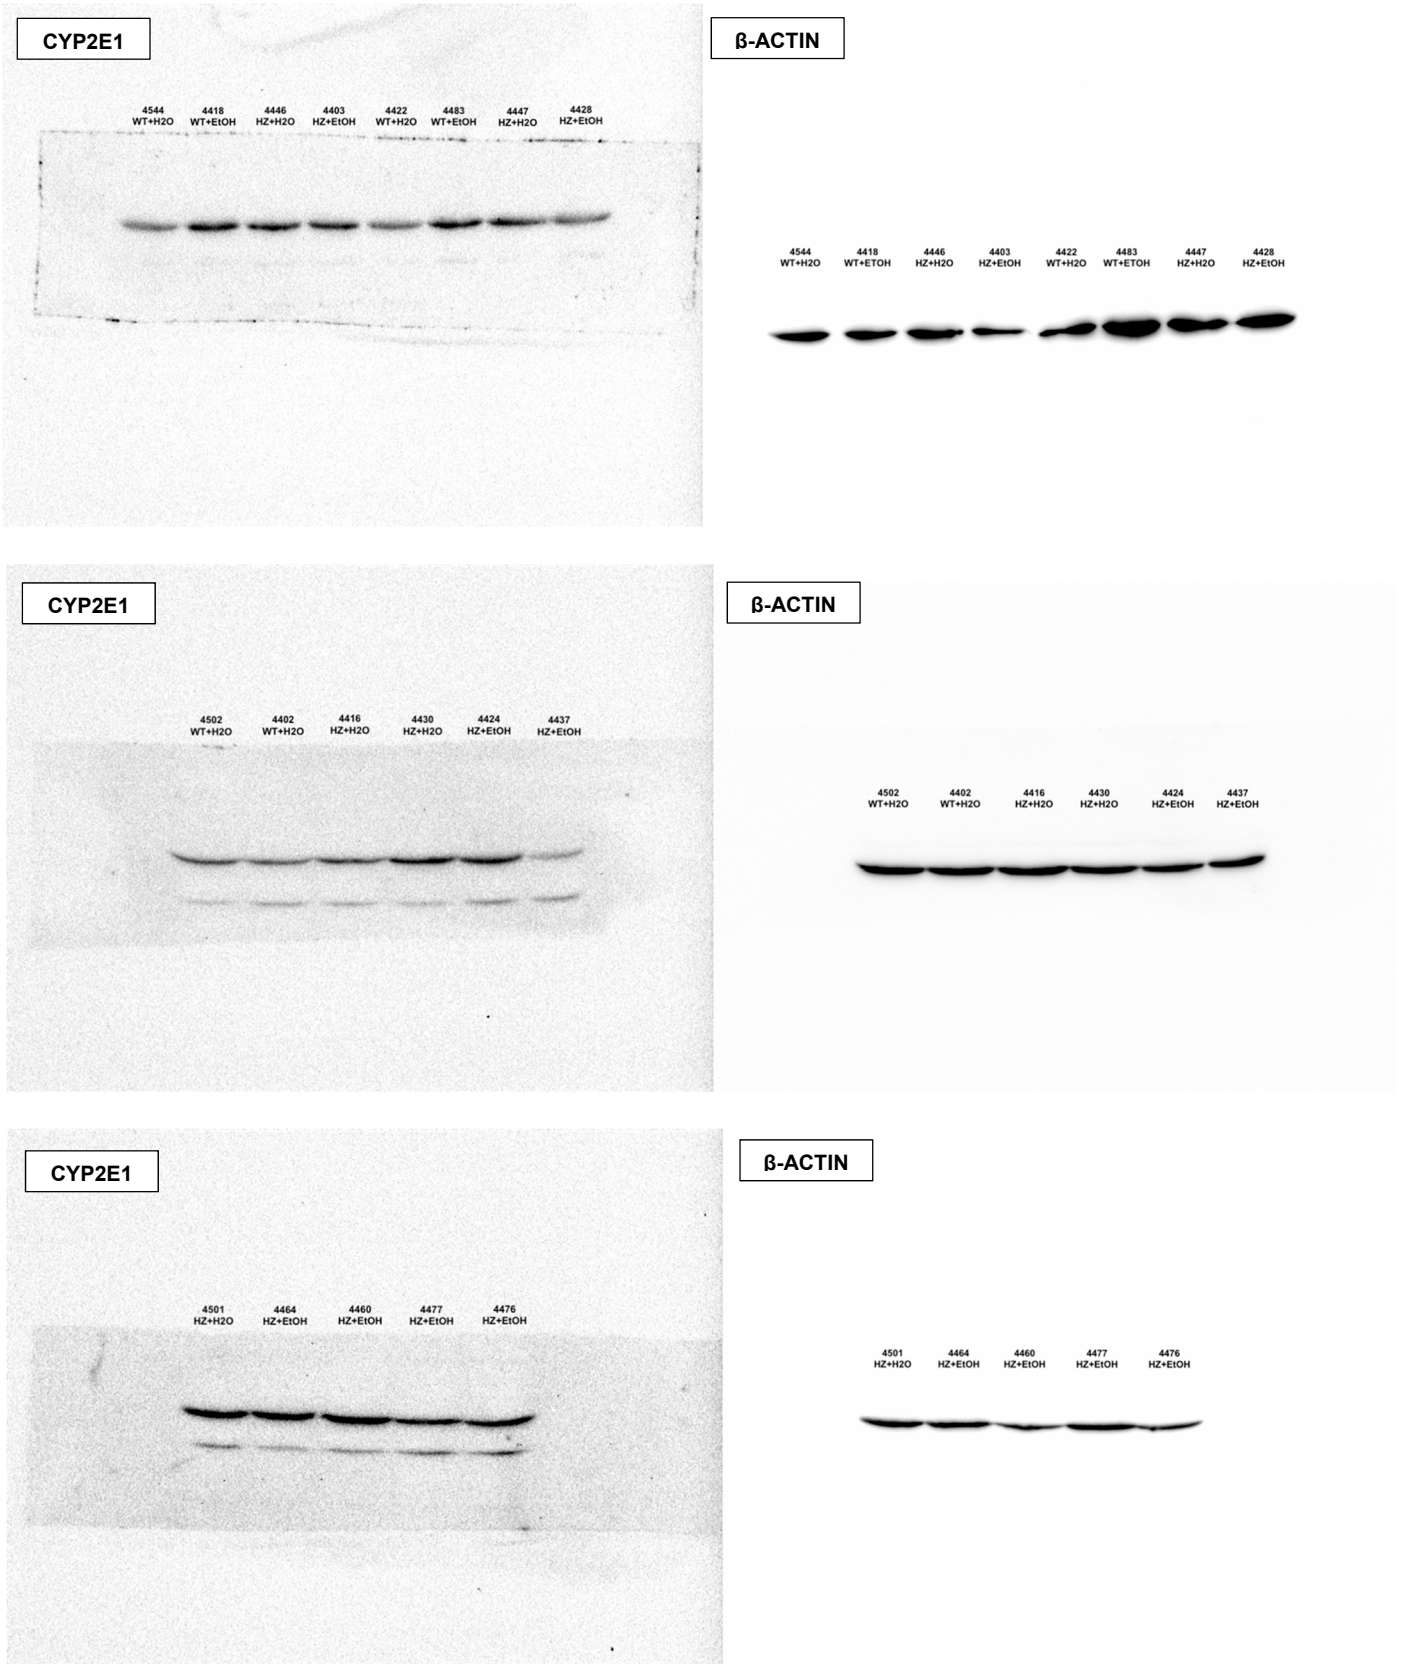 CYP2E1
ß-ACTIN
4544 4418 4446 4403 4422 4483 4447 4428
WT+H2O WT+EtOH HZ+H2O HZ+EtOH WT+H2O WT+EtOH HZ+H2O HZ+EtOH
4544 4418 4446 4403 4422 4483 4447 4428
WT+H2O WT+ETOH HZ+H2O HZ+EtOH WT+H2O WT+ETOH HZ+H2O HZ+EtOH
CYP2E1
ß-ACTIN
4502 4402 4416 4430 4424 4437
WT+H2O WT+H2O HZ+H2O HZ+H2O HZ+EtOH HZ+EtOH
4502 4402 4416 4430 4424 4437
WT+H2O WT+H2O HZ+H2O HZ+H2O HZ+EtOH HZ+EtOH
CYP2E1
ß-ACTIN
4501 4464 4460 4477 4476
HZ+H2O HZ+EtOH HZ+EtOH HZ+EtOH HZ+EtOH
4501 4464 4460 4477 4476
HZ+H2O HZ+EtOH HZ+EtOH HZ+EtOH HZ+EtOH